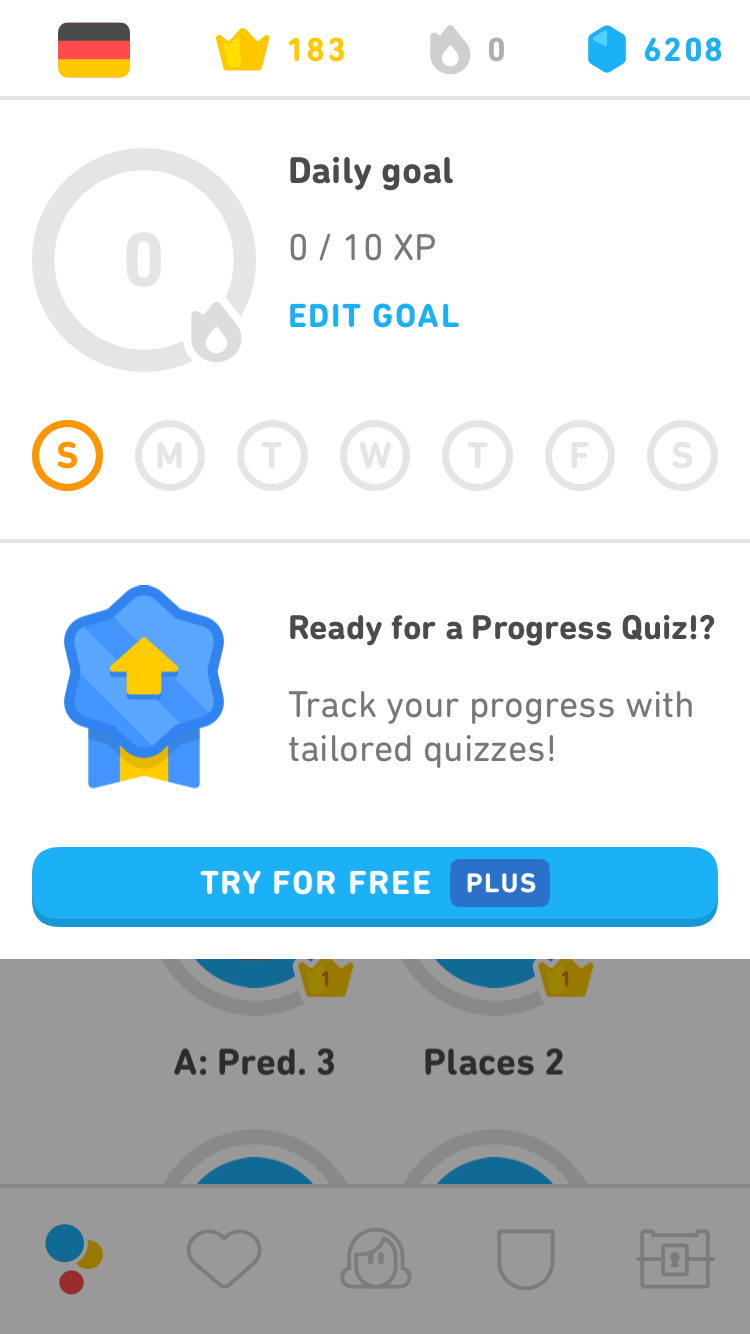 183 0 6208
Daily goal
0
0 / 10 XP
EDIT GOAL
S M T W T F S
Ready for a Progress Quiz!?
Track your progress with
tailored quizzes!
TRY FOR FREE PLUS
1 1
A: Pred. 3 Places 2